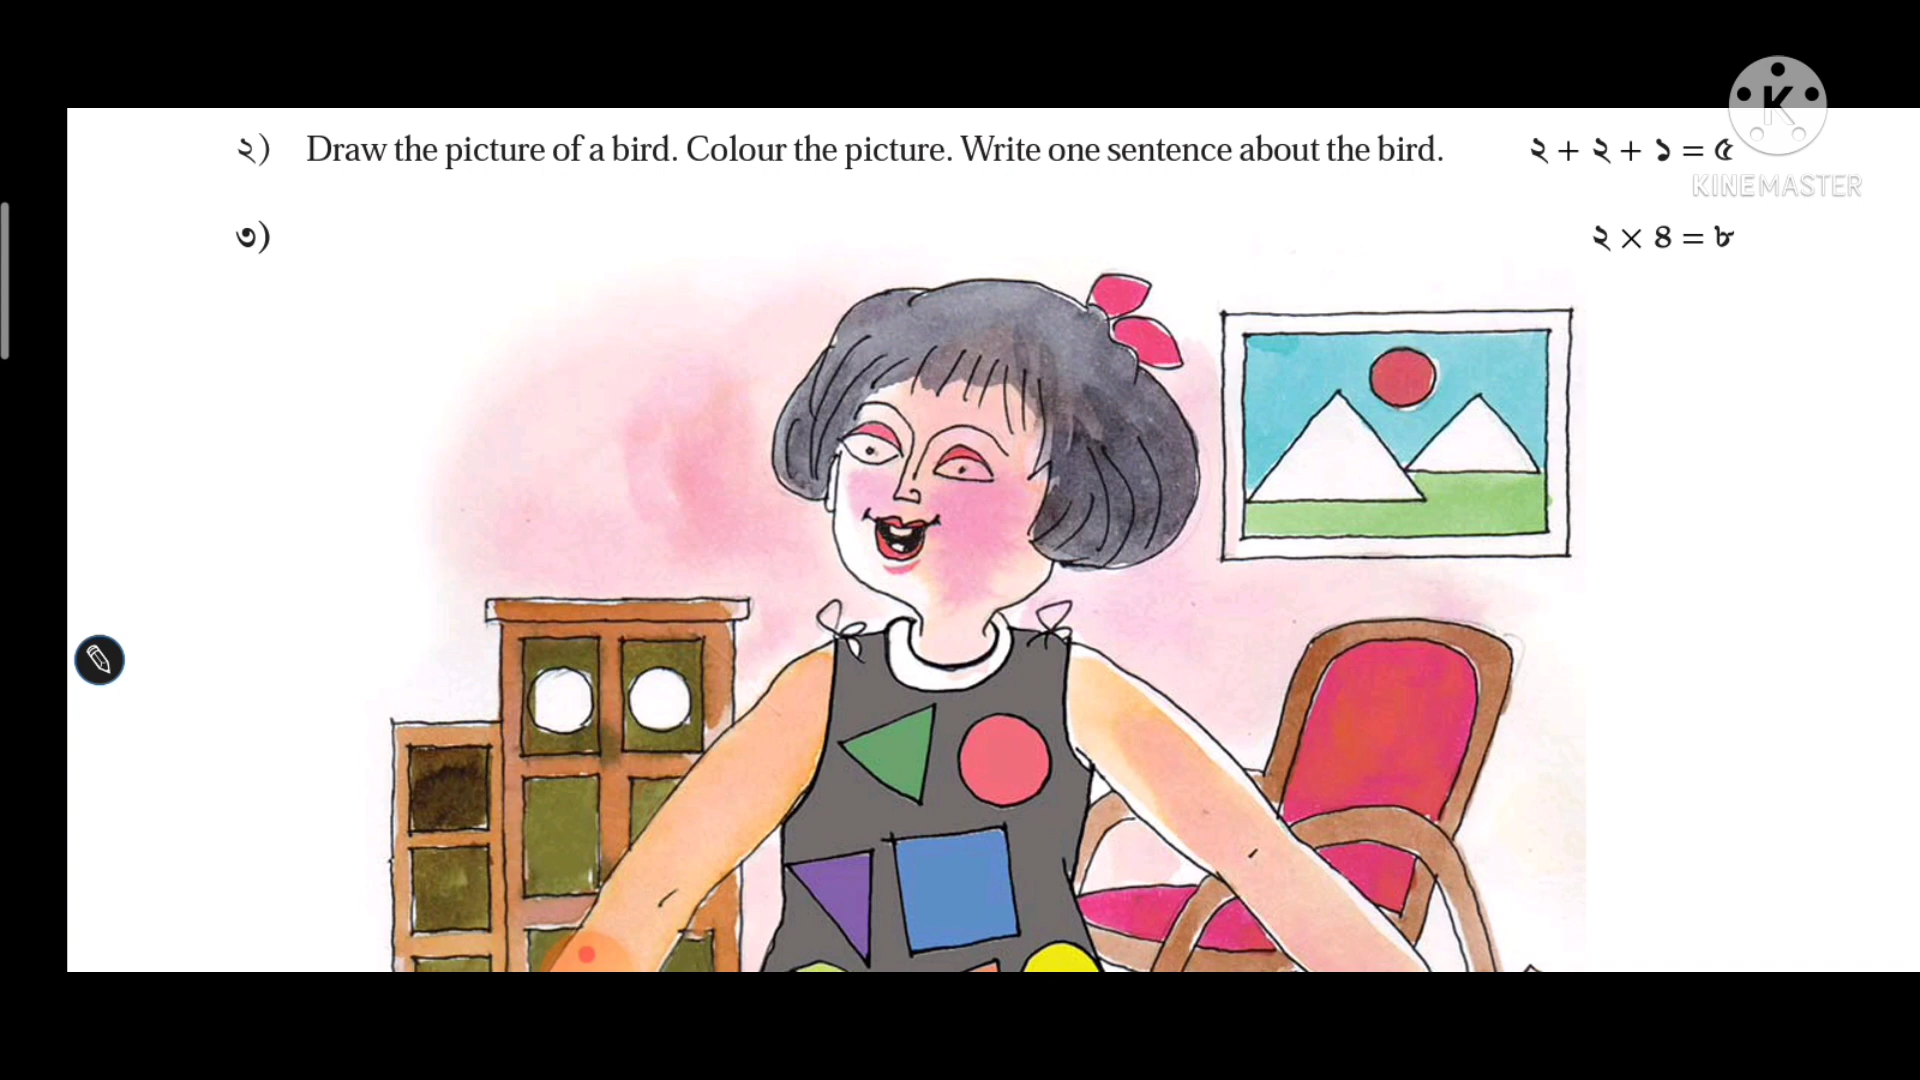 ২) Draw the picture of a bird. Colour the picture. Write one sentence about the bird. ২ + ২ + ১ = ৫
K
KINEMASTER
৩) ২ × 8 = ৮